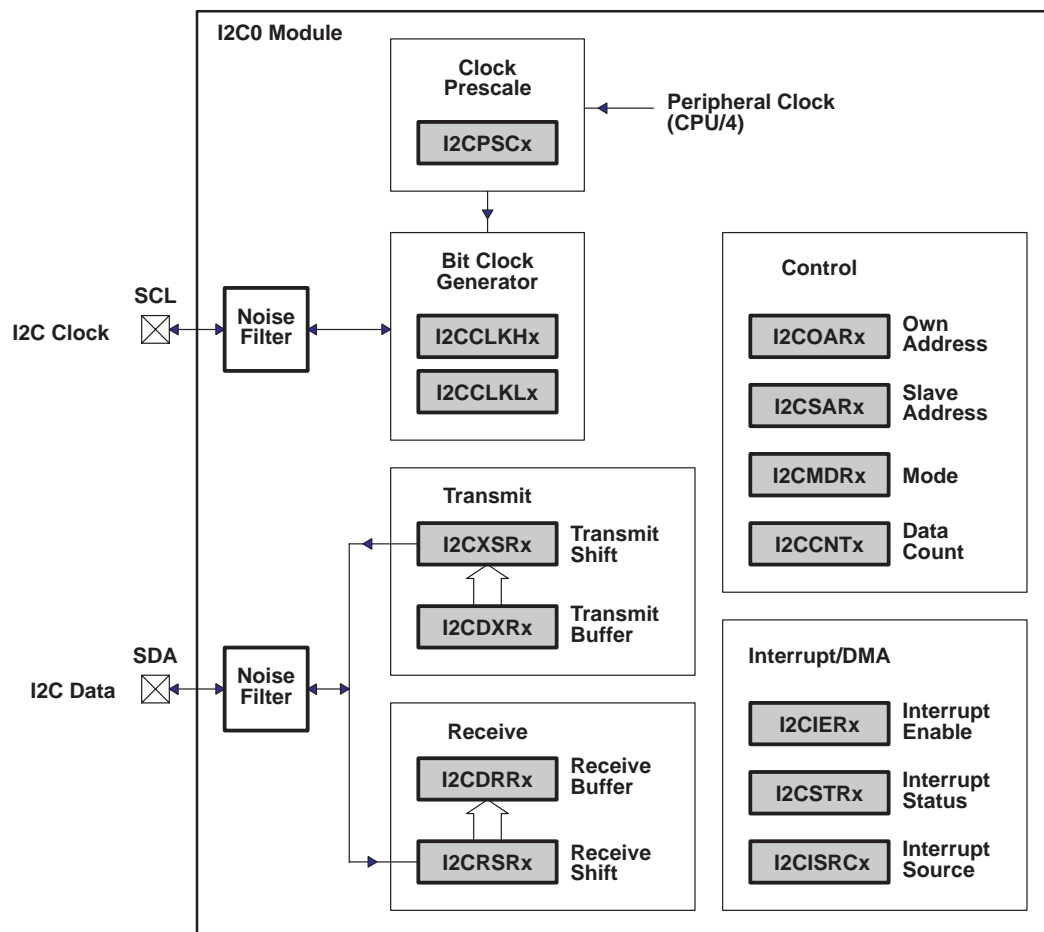 I2C0 Module
Clock
Prescale
I2CPSCx
Peripheral Clock
(CPU/4)
Bit Clock
Generator
I2CCLKHx
I2CCLKLx
SCL
I2C Clock
Noise
Filter
Control
I2COARx
Own
Address
I2CSARx
Slave
Address
I2CMDRx
Mode
I2CCNTx
Data
Count
Transmit
I2CXSRx
Transmit
Shift
I2CDXRx
Transmit
Buffer
SDA
I2C Data
Noise
Filter
Receive
I2CDRRx
Receive
Buffer
I2CRSRx
Receive
Shift
Interrupt/DMA
I2CIERx
Interrupt
Enable
I2CSTRx
Interrupt
Status
I2CISRCx
Interrupt
Source